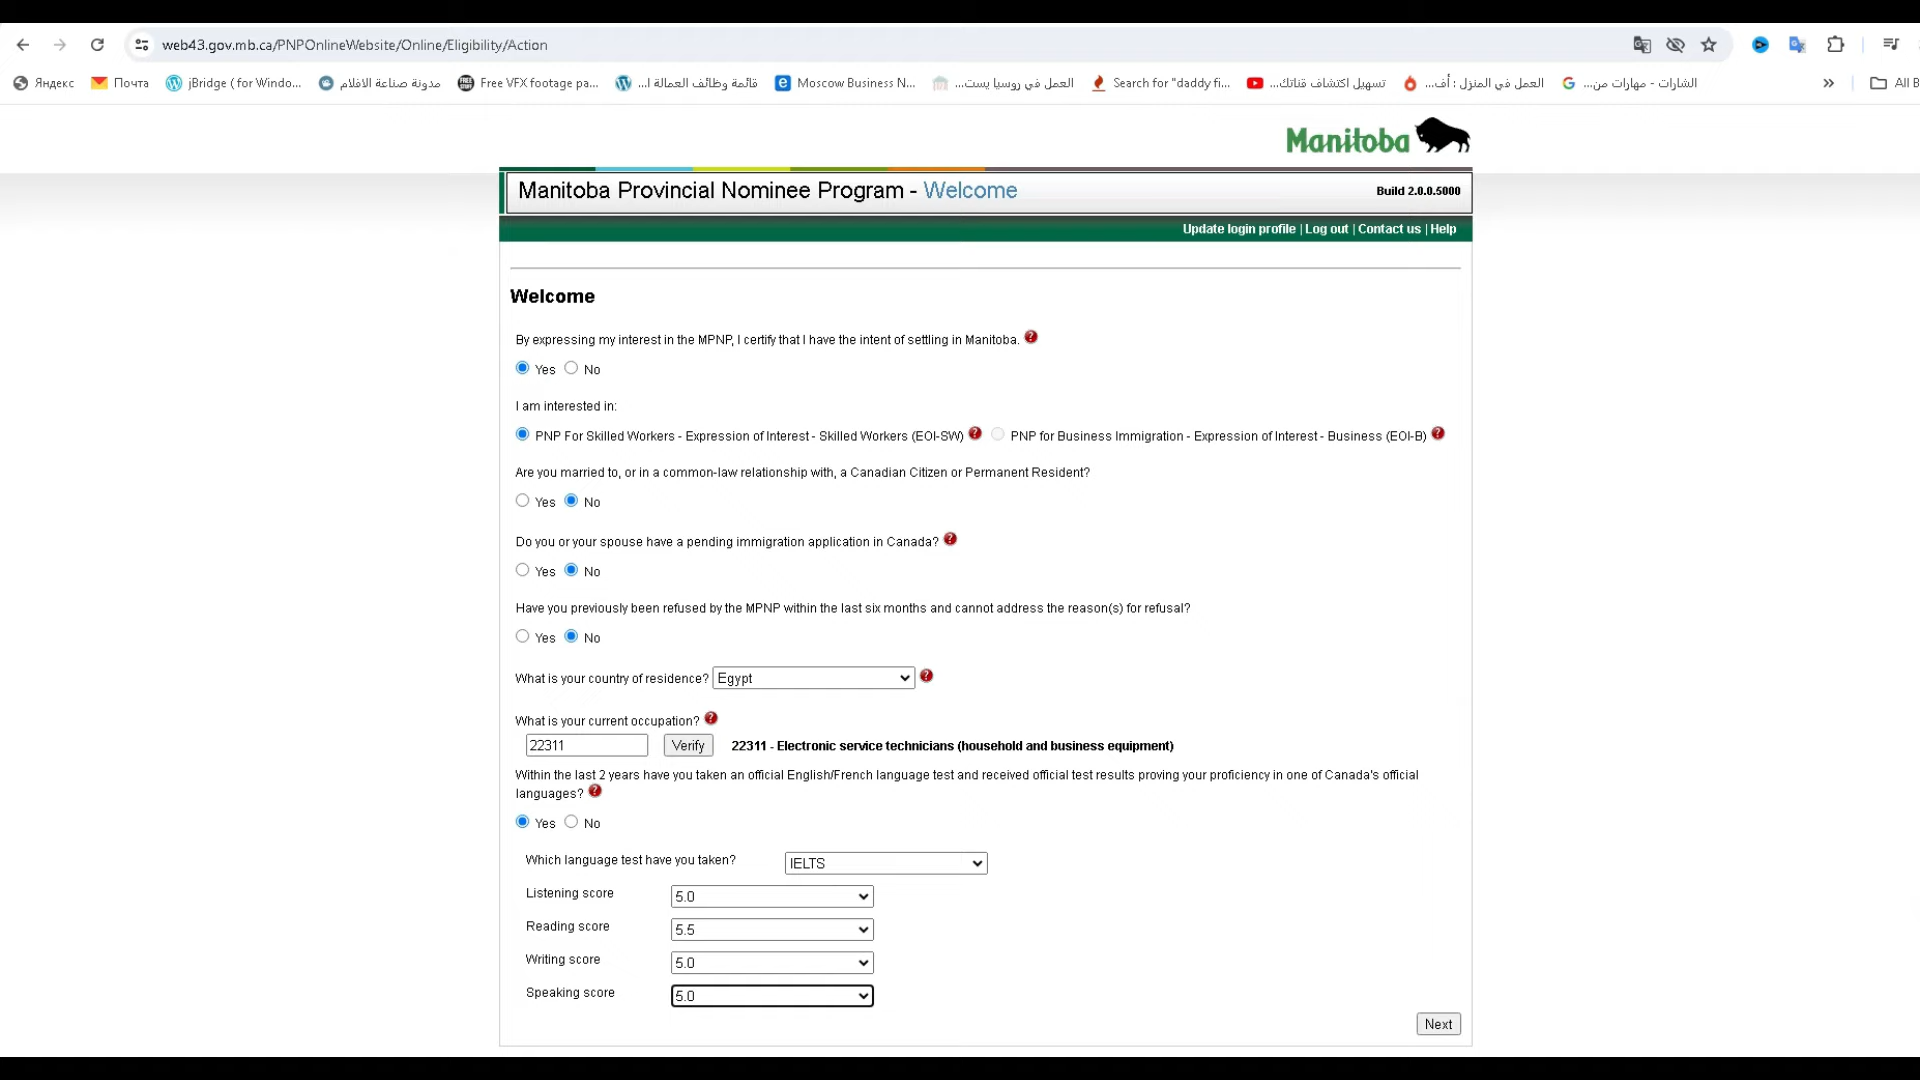 web43.gov.mb.ca/PNPOnlineWebsite/Online/Eligibility/Action
Яндекс Почта jBridge ( for Windo... مدونة صناعة الافلام Free VFX footage pa... قائمة وظائف العمالة ا... Moscow Business N... العمل في روسيا يست... Search for "daddy fi... تسهيل اكتشاف قناتك... العمل في المنزل : أف... الشارات - مهارات من... All B
Manitoba
Manitoba Provincial Nominee Program - Welcome Build 2.0.0.5000
Update login profile | Log out | Contact us | Help
Welcome
By expressing my interest in the MPNP, I certify that I have the intent of settling in Manitoba. ?
Yes No
I am interested in:
PNP For Skilled Workers - Expression of Interest - Skilled Workers (EOI-SW) ? PNP for Business Immigration - Expression of Interest - Business (EOI-B) ?
Are you married to, or in a common-law relationship with, a Canadian Citizen or Permanent Resident?
Yes No
Do you or your spouse have a pending immigration application in Canada? ?
Yes No
Have you previously been refused by the MPNP within the last six months and cannot address the reason(s) for refusal?
Yes No
What is your country of residence? Egypt ?
What is your current occupation? ?
22311 Verify 22311 - Electronic service technicians (household and business equipment)
Within the last 2 years have you taken an official English/French language test and received official test results proving your proficiency in one of Canada's official
languages? ?
Yes No
Which language test have you taken? IELTS
Listening score 5.0
Reading score 5.5
Writing score 5.0
Speaking score 5.0
Next